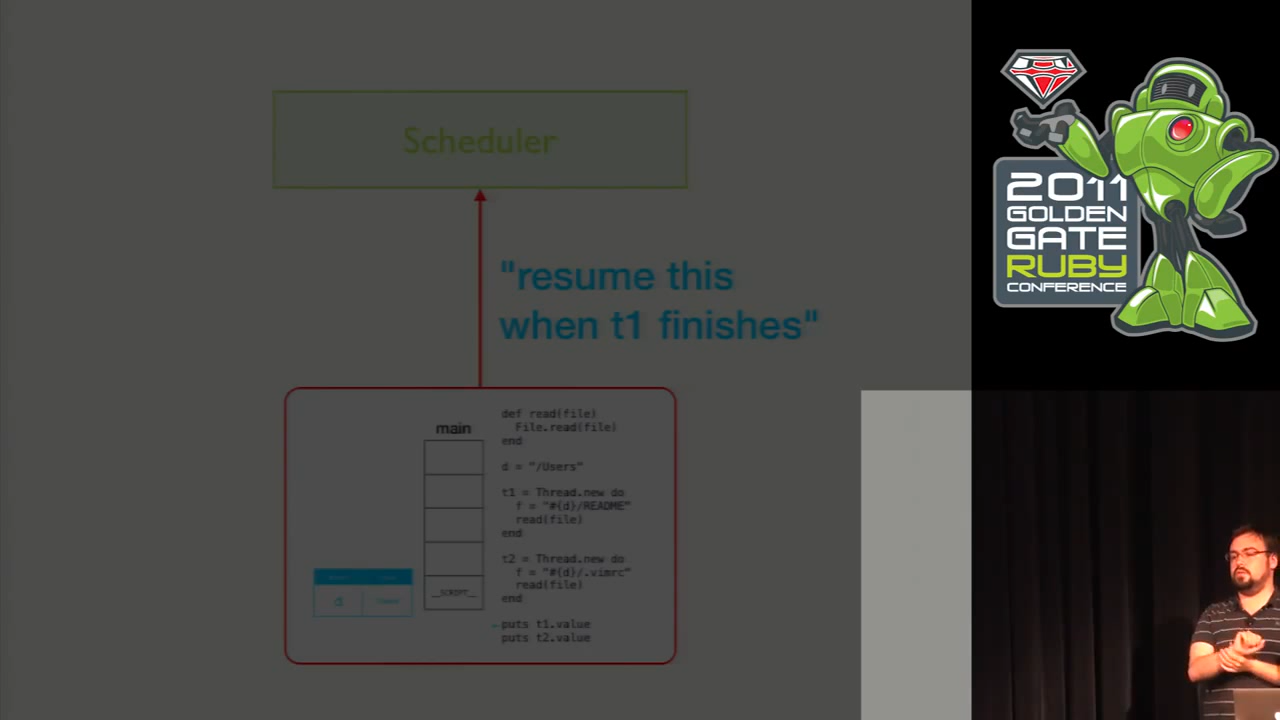 Scheduler
"resume this
when t1 finishes"
main
__SCRIPT__
d
def read(file)
File.read(file)
end
d = "/Users"
t1 = Thread.new do
f = "#{d}/README"
read(file)
end
t2 = Thread.new do
f = "#{d}/.vimrc"
read(file)
end
puts t1.value
puts t2.value
2011
GOLDEN
GATE
RUBY
CONFERENCE